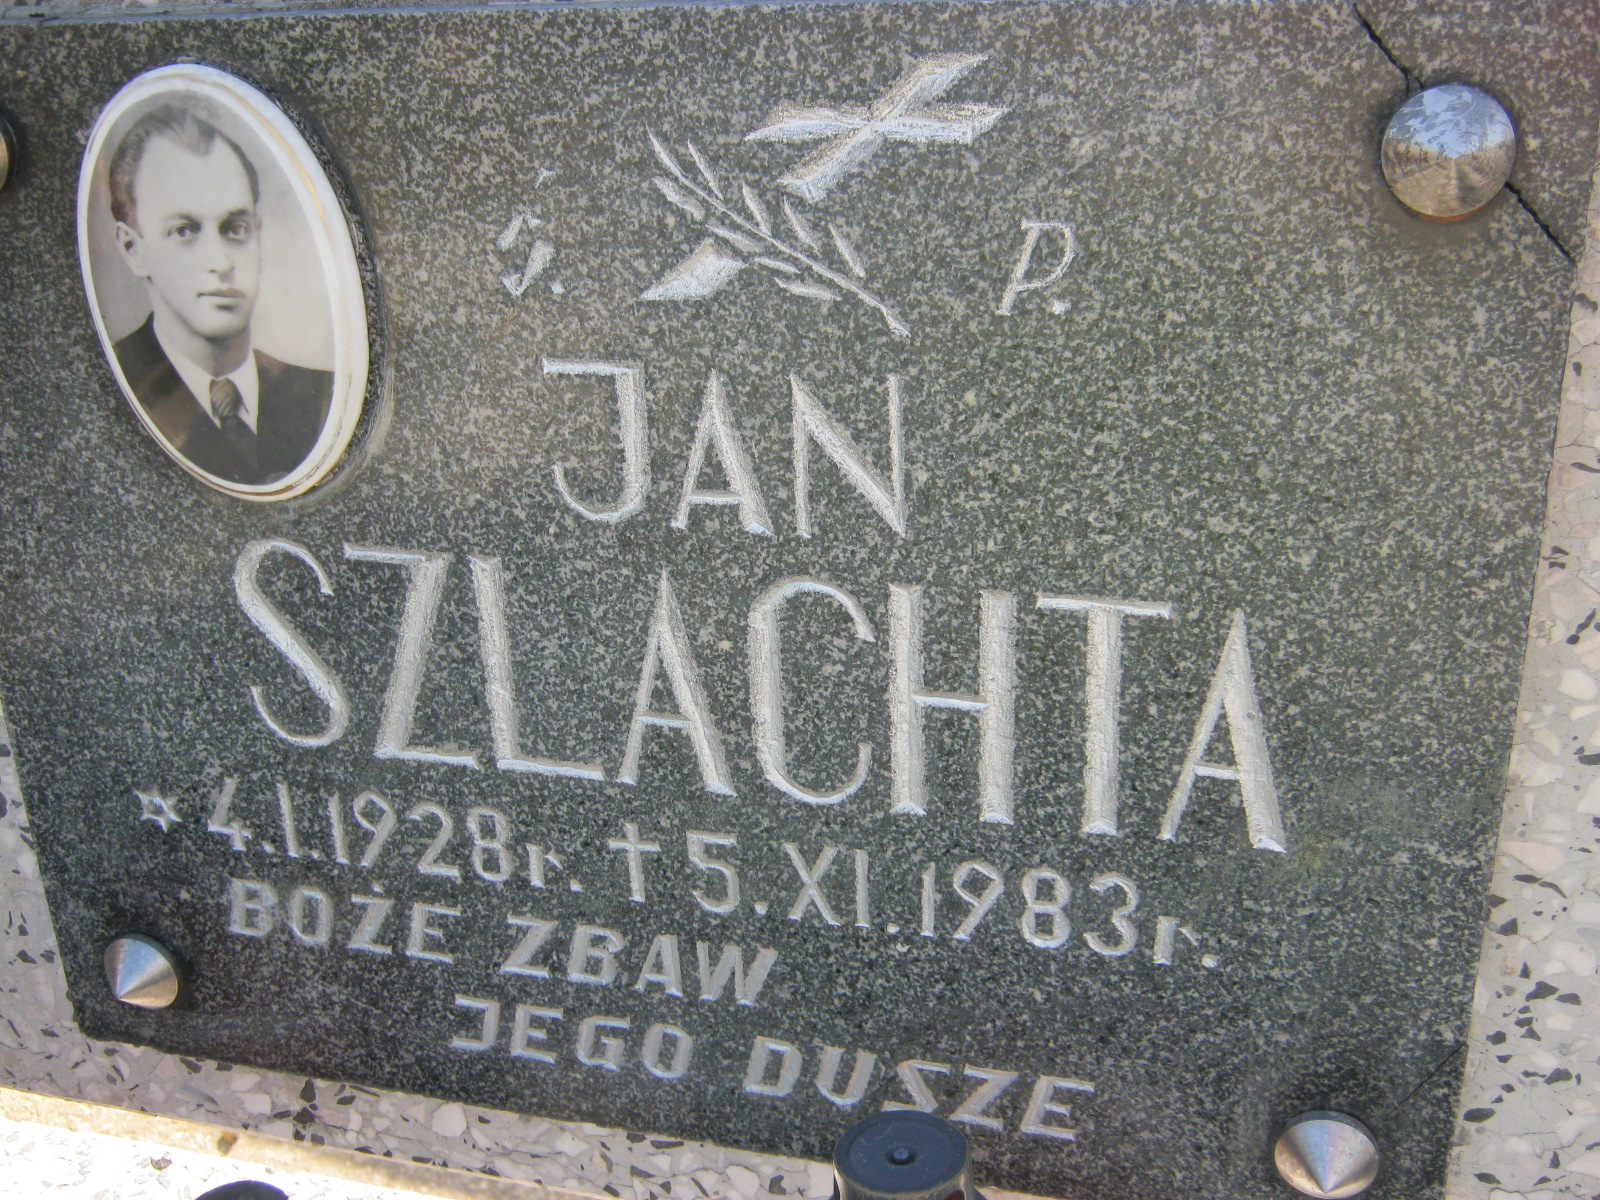 Ś. P.
JAN
SZLACHTA
☆ 4.I.1928r. † 5.XI.1983r.
BOŻE ZBAW
JEGO DUSZE